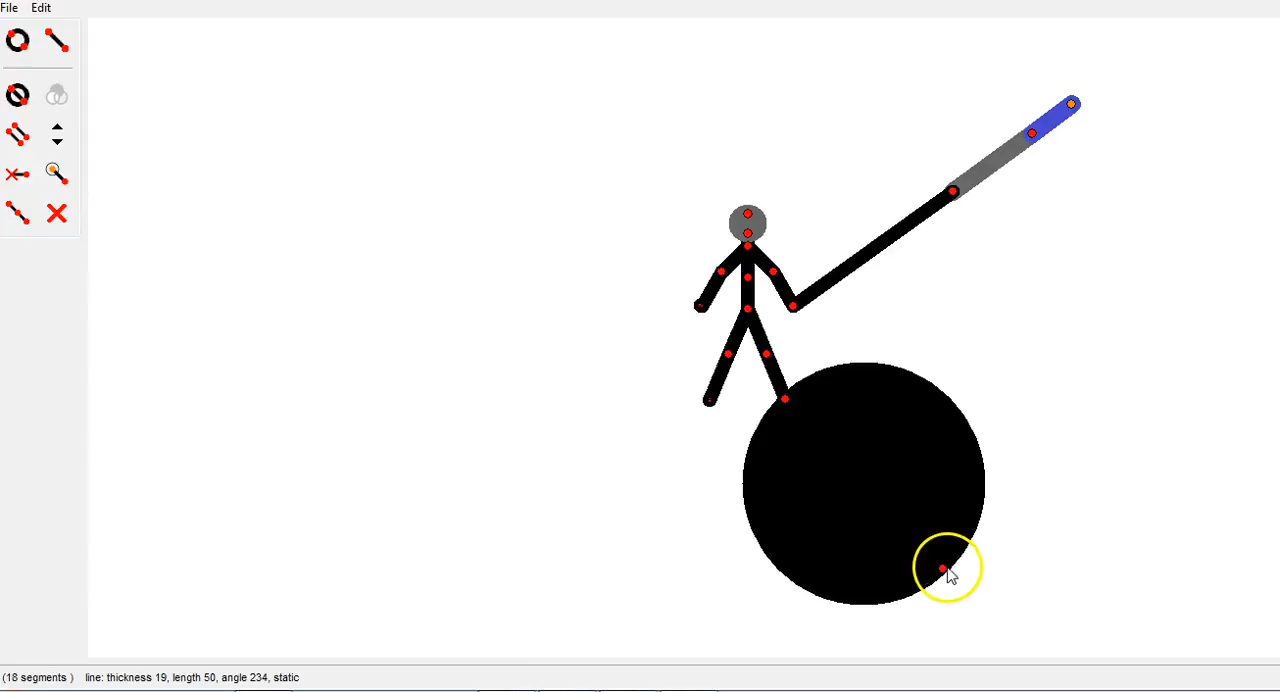 File Edit
(18 segments ) line: thickness 19, length 50, angle 234, static